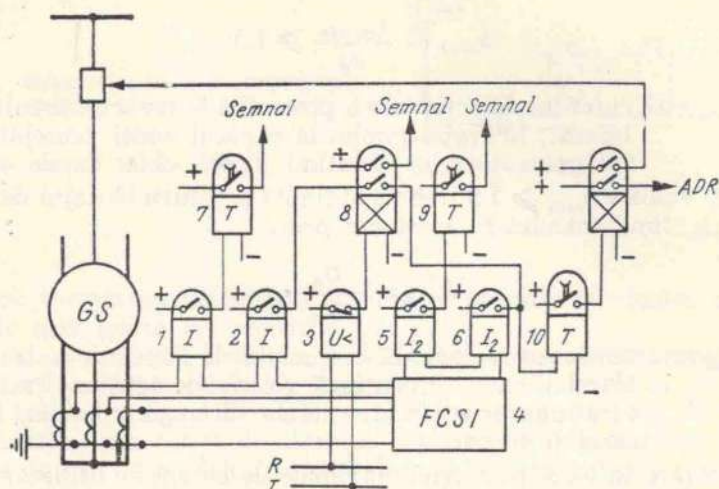 Semnal
Semnal
Semnal
+
+
+
+
+
+
ADR
7 T
8
9 T
-
-
-
-
GS
+
+
+
+
+
1 I
2 I
3 U<
5 I₂
6 I₂
10 T
-
FCSI 4
R
T